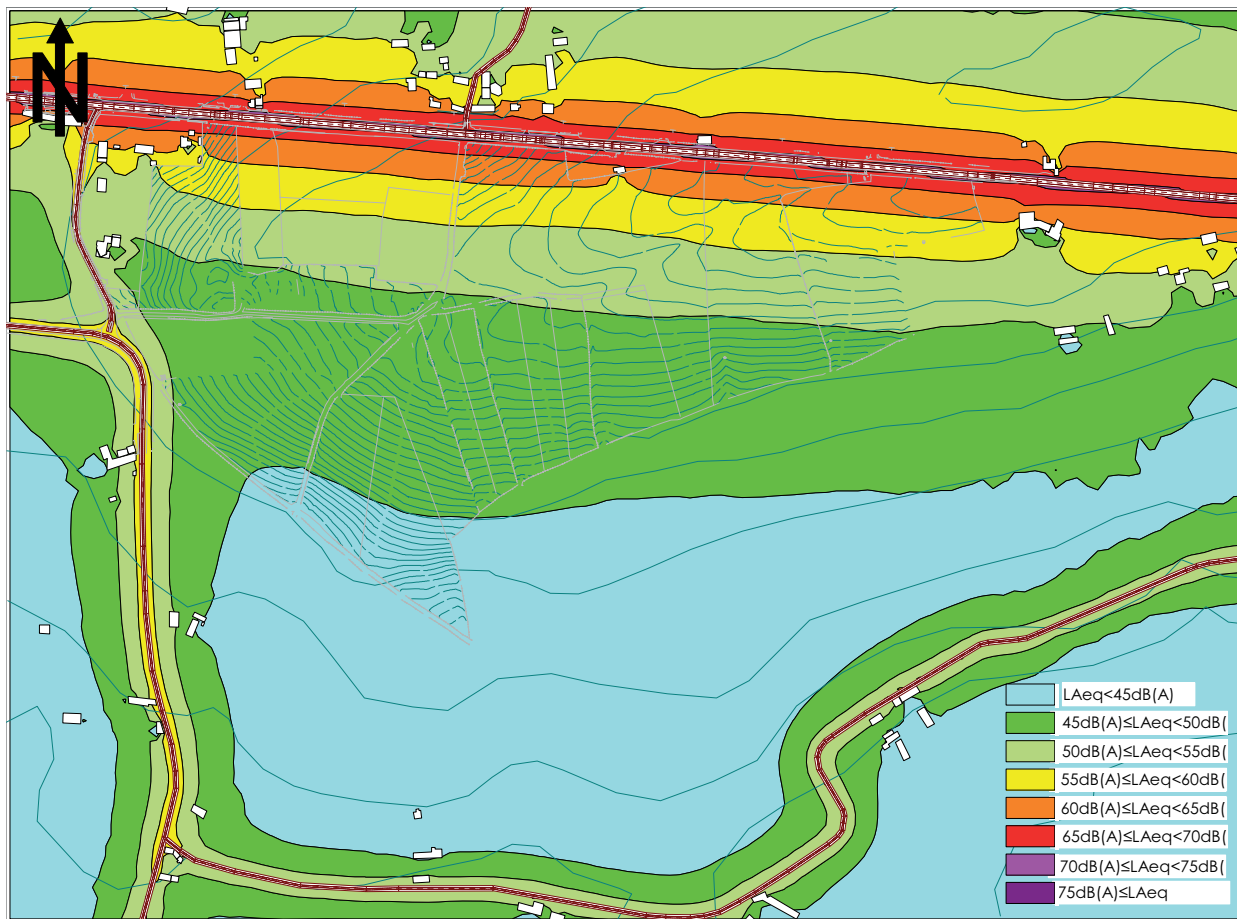 N
LAeq<45dB(A)
45dB(A)≤LAeq<50dB(
50dB(A)≤LAeq<55dB(
55dB(A)≤LAeq<60dB(
60dB(A)≤LAeq<65dB(
65dB(A)≤LAeq<70dB(
70dB(A)≤LAeq<75dB(
75dB(A)≤LAeq